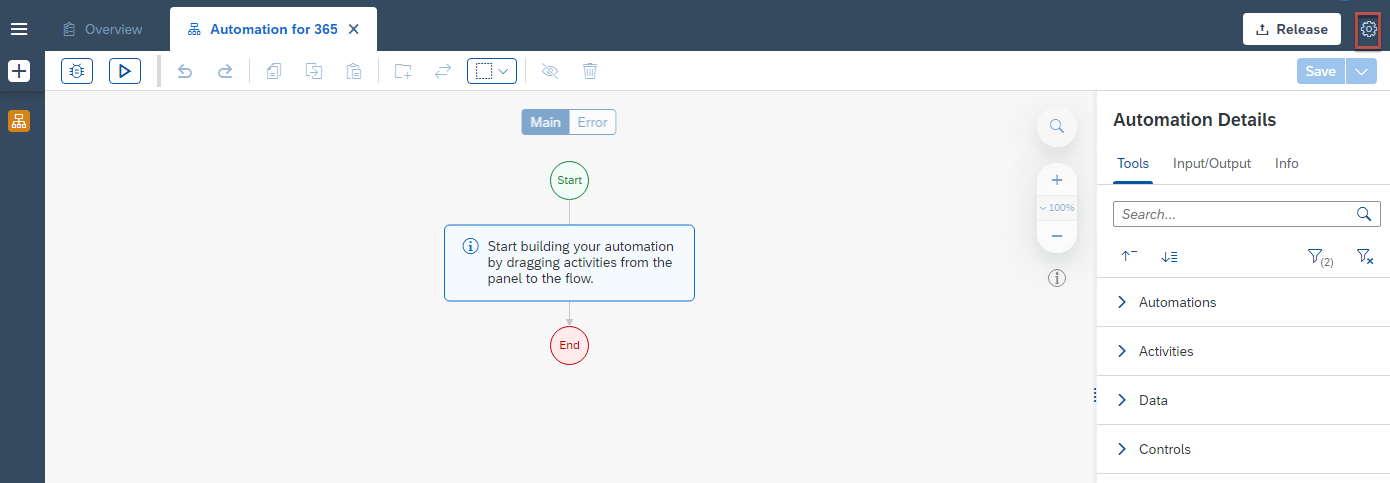 Overview
Automation for 365
Release
Save
Main Error
Start
Start building your automation
by dragging activities from the
panel to the flow.
End
100%
Automation Details
Tools Input/Output Info
Search...
(2)
Automations
Activities
Data
Controls